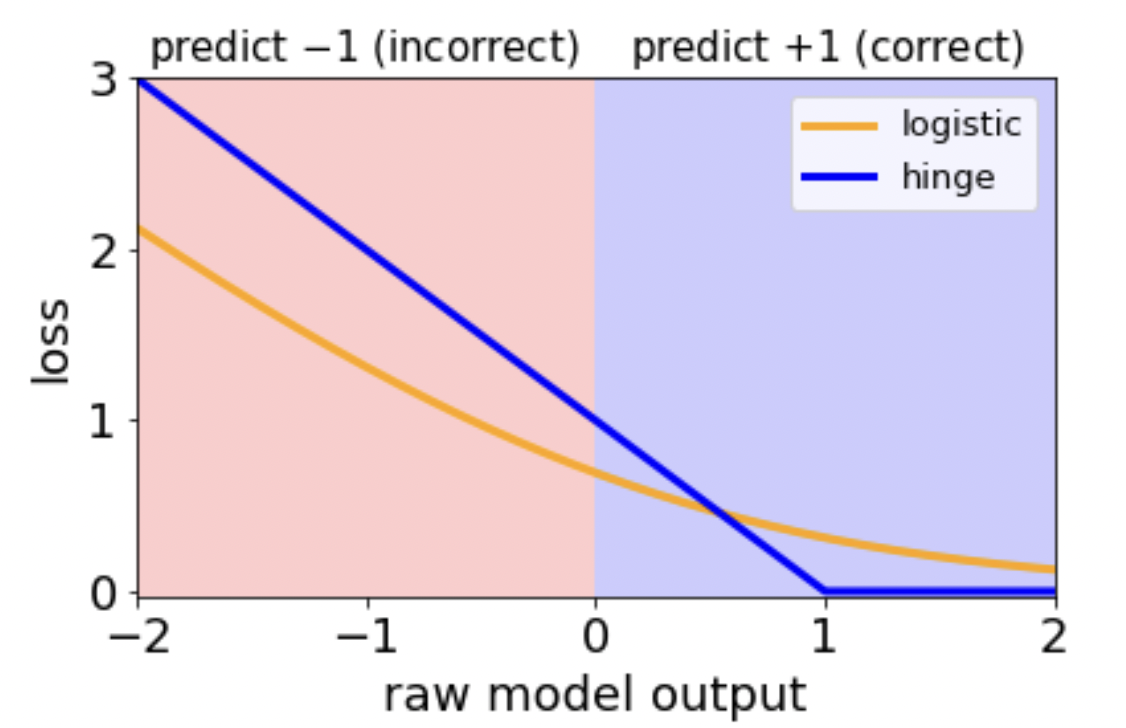 predict −1 (incorrect) predict +1 (correct)
3
2
1
0
loss
logistic
hinge
−2 −1 0 1 2
raw model output